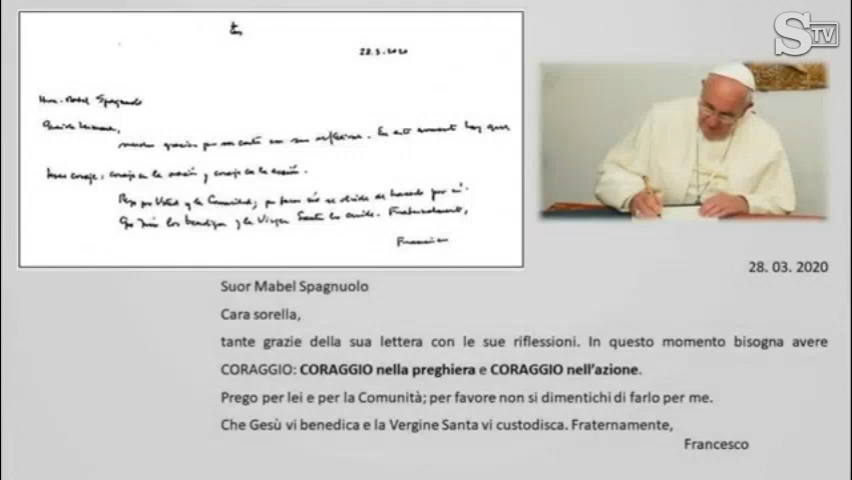 STV
28.3.2020
Hna. Mabel Spagnuolo
Querida hermana,
muchas gracias por su carta con sus reflexiones. En este momento hay que
tener coraje; coraje en la oración y coraje en la acción.
Rezo por Usted y la Comunidad; por favor no se olvide de hacerlo por mí.
Que Jesús los bendiga y la Virgen Santa los cuide. Fraternalmente,
Francisco
28. 03. 2020
Suor Mabel Spagnuolo
Cara sorella,
tante grazie della sua lettera con le sue riflessioni. In questo momento bisogna avere
CORAGGIO: CORAGGIO nella preghiera e CORAGGIO nell'azione.
Prego per lei e per la Comunità; per favore non si dimentichi di farlo per me.
Che Gesù vi benedica e la Vergine Santa vi custodisca. Fraternamente,
Francesco